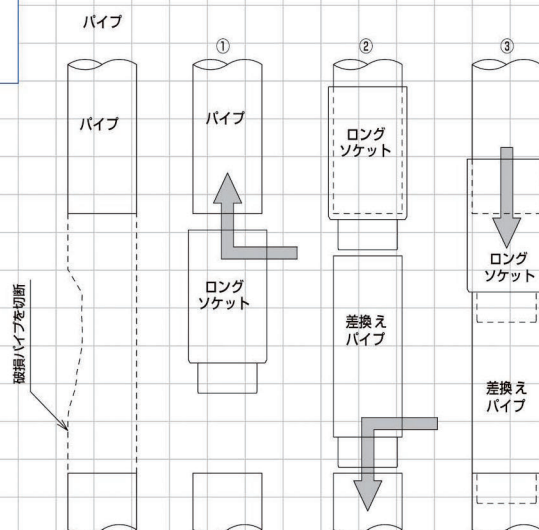 パイプ
①
②
③
パイプ
破損パイプを切断
パイプ
ロング
ソケット
ロング
ソケット
差換え
パイプ
ロング
ソケット
差換え
パイプ